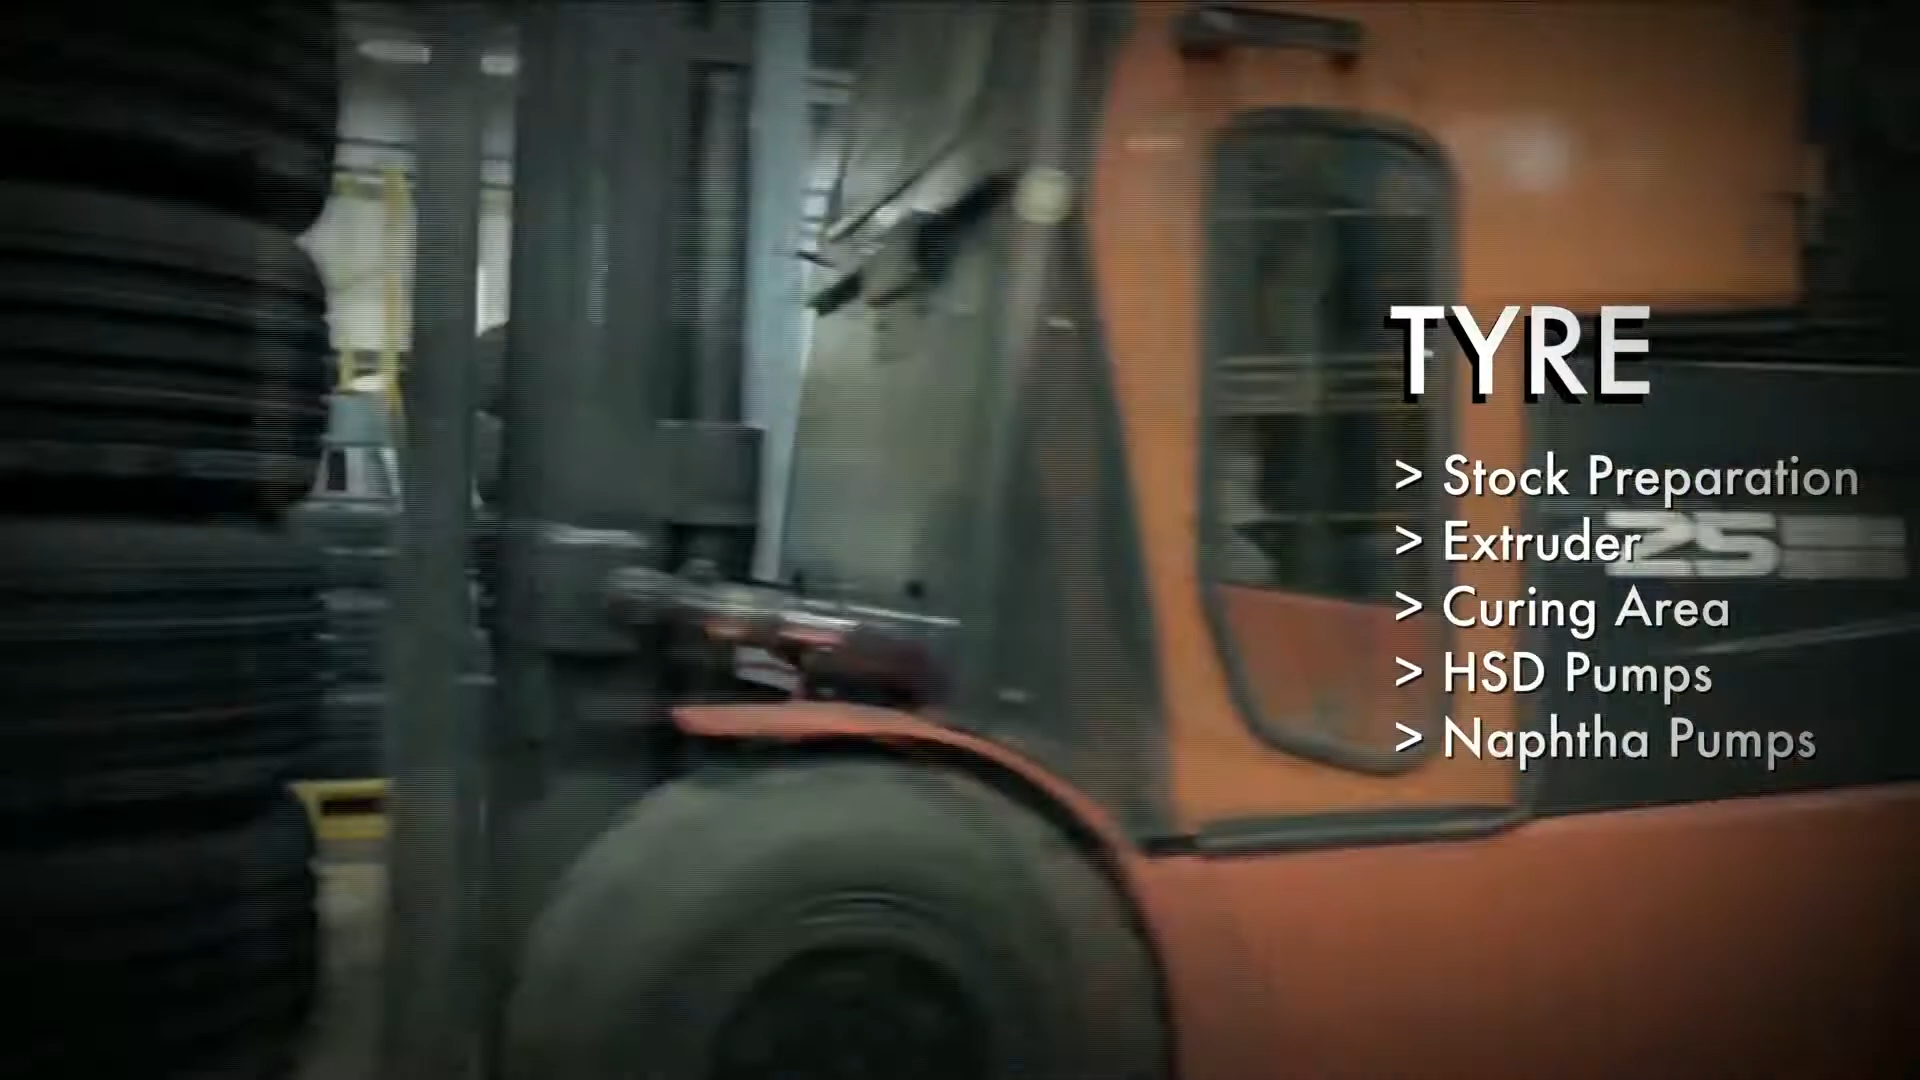 TYRE
> Stock Preparation
> Extruder
25
> Curing Area
> HSD Pumps
> Naphtha Pumps